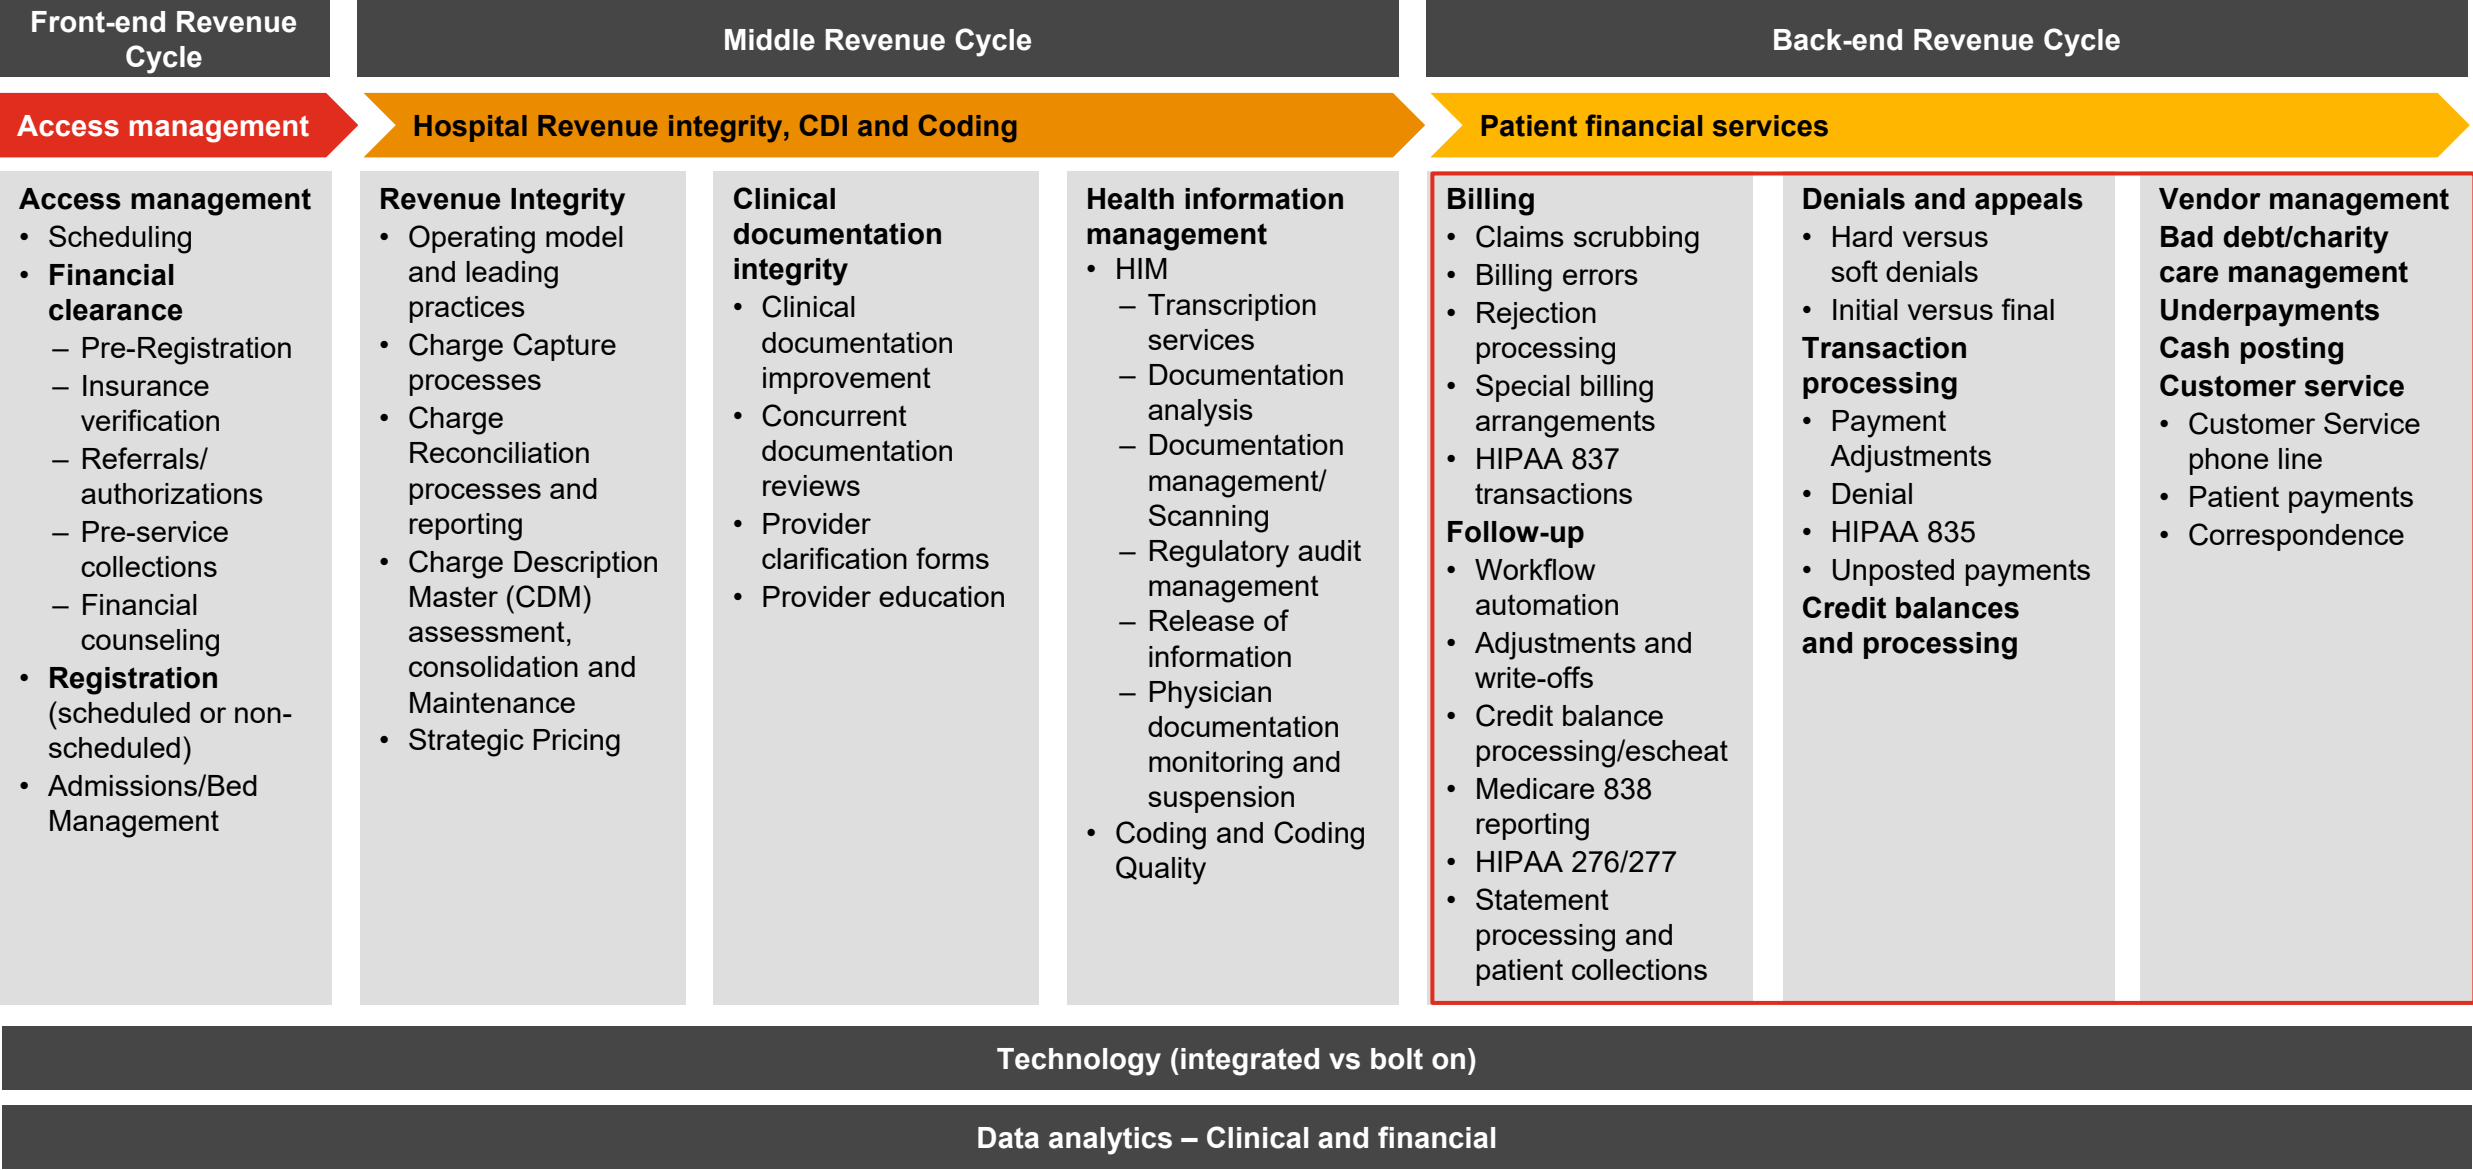 Front-end Revenue
Cycle
Middle Revenue Cycle
Back-end Revenue Cycle
Access management
Hospital Revenue integrity, CDI and Coding
Patient financial services
Access management
• Scheduling
• Financial
clearance
– Pre-Registration
– Insurance
verification
– Referrals/
authorizations
– Pre-service
collections
– Financial
counseling
• Registration
(scheduled or non-
scheduled)
• Admissions/Bed
Management
Revenue Integrity
• Operating model
and leading
practices
• Charge Capture
processes
• Charge
Reconciliation
processes and
reporting
• Charge Description
Master (CDM)
assessment,
consolidation and
Maintenance
• Strategic Pricing
Clinical
documentation
integrity
• Clinical
documentation
improvement
• Concurrent
documentation
reviews
• Provider
clarification forms
• Provider education
Health information
management
• HIM
– Transcription
services
– Documentation
analysis
– Documentation
management/
Scanning
– Regulatory audit
management
– Release of
information
– Physician
documentation
monitoring and
suspension
• Coding and Coding
Quality
Billing
• Claims scrubbing
• Billing errors
• Rejection
processing
• Special billing
arrangements
• HIPAA 837
transactions
Follow-up
• Workflow
automation
• Adjustments and
write-offs
• Credit balance
processing/escheat
• Medicare 838
reporting
• HIPAA 276/277
• Statement
processing and
patient collections
Denials and appeals
• Hard versus
soft denials
• Initial versus final
Transaction
processing
• Payment
Adjustments
• Denial
• HIPAA 835
• Unposted payments
Credit balances
and processing
Vendor management
Bad debt/charity
care management
Underpayments
Cash posting
Customer service
• Customer Service
phone line
• Patient payments
• Correspondence
Technology (integrated vs bolt on)
Data analytics – Clinical and financial